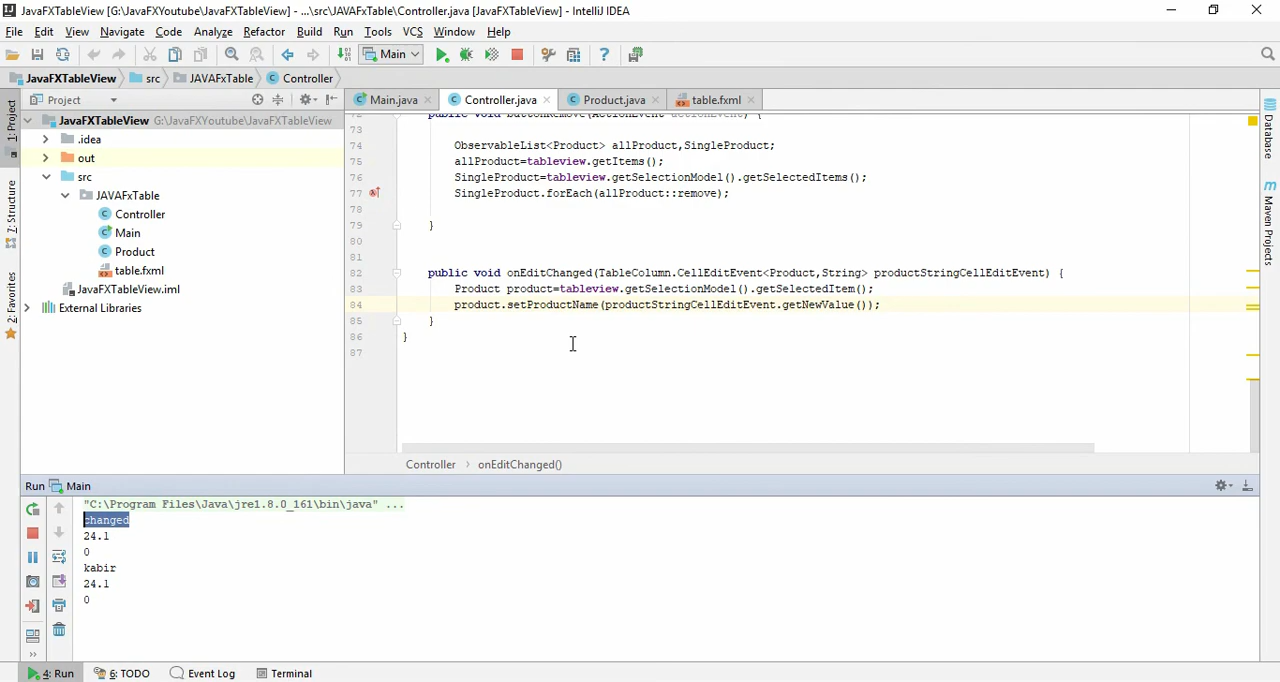 JavaFXTableView [G:\JavaFXYoutube\JavaFXTableView] - ...\src\JAVAFxTable\Controller.java [JavaFXTableView] - IntelliJ IDEA
File Edit View Navigate Code Analyze Refactor Build Run Tools VCS Window Help
Main
JavaFXTableView src JAVAFxTable Controller
Project
Main.java Controller.java Product.java table.fxml
1: Project
Z: Structure
2: Favorites
Database
Maven Projects
JavaFXTableView G:\JavaFXYoutube\JavaFXTableView
.idea
out
src
JAVAFxTable
Controller
Main
Product
table.fxml
JavaFXTableView.iml
External Libraries
72 public void buttonRemove(ActionEvent actionEvent) {
73
74 ObservableList<Product> allProduct,SingleProduct;
75 allProduct=tableview.getItems();
76 SingleProduct=tableview.getSelectionModel().getSelectedItems();
77 SingleProduct.forEach(allProduct::remove);
78
79 }
80
81
82 public void onEditChanged(TableColumn.CellEditEvent<Product,String> productStringCellEditEvent) {
83 Product product=tableview.getSelectionModel().getSelectedItem();
84 product.setProductName(productStringCellEditEvent.getNewValue());
85 }
86 }
87
Controller › onEditChanged()
Run Main
"C:\Program Files\Java\jre1.8.0_161\bin\java" ...
changed
24.1
0
kabir
24.1
0
4: Run 6: TODO Event Log Terminal